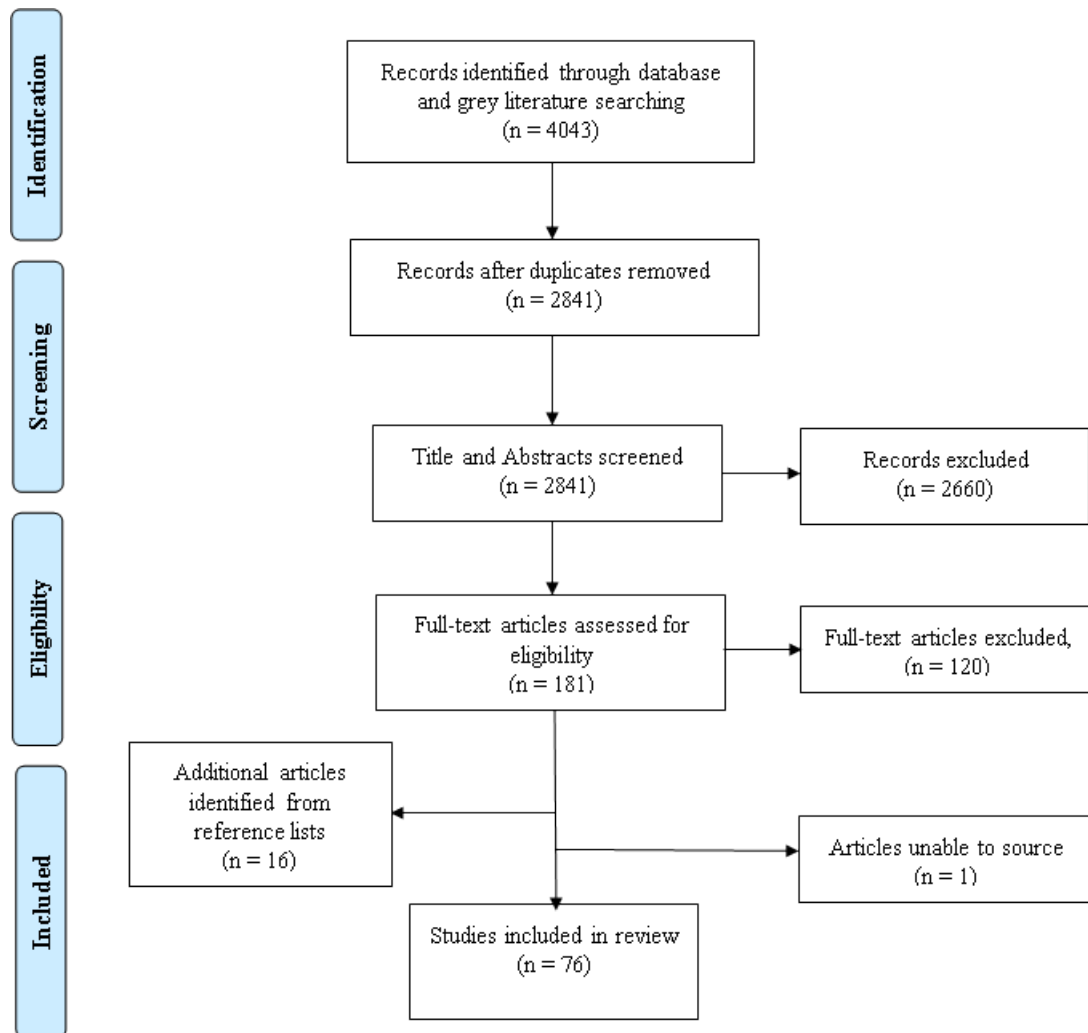 Identification
Records identified through database
and grey literature searching
(n = 4043)
Screening
Records after duplicates removed
(n = 2841)
Title and Abstracts screened
(n = 2841)
Records excluded
(n = 2660)
Eligibility
Full-text articles assessed for
eligibility
(n = 181)
Full-text articles excluded,
(n = 120)
Included
Additional articles
identified from
reference lists
(n = 16)
Articles unable to source
(n = 1)
Studies included in review
(n = 76)